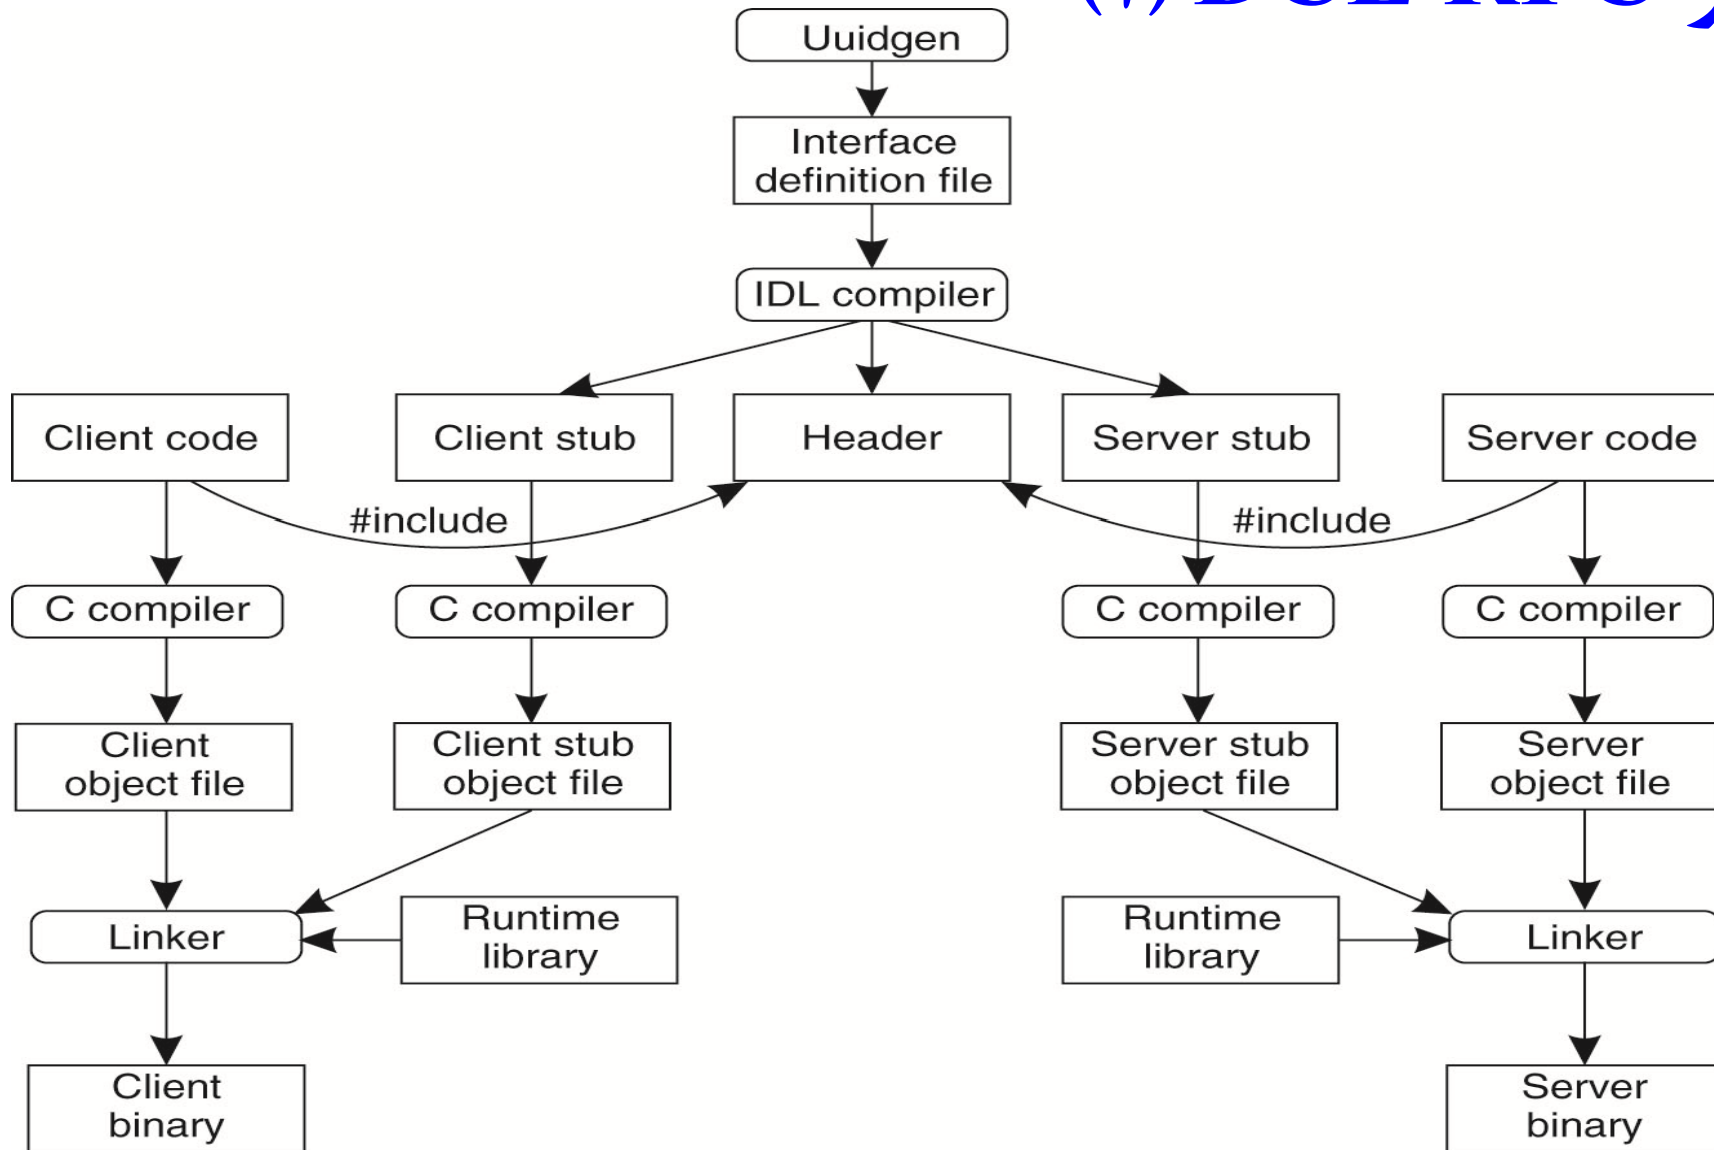 DCE RPC
Uuidgen
Interface
definition file
IDL compiler
Client code
Client stub
Header
Server stub
Server code
#include
#include
C compiler
C compiler
C compiler
C compiler
Client
object file
Client stub
object file
Server stub
object file
Server
object file
Linker
Runtime
library
Runtime
library
Linker
Client
binary
Server
binary